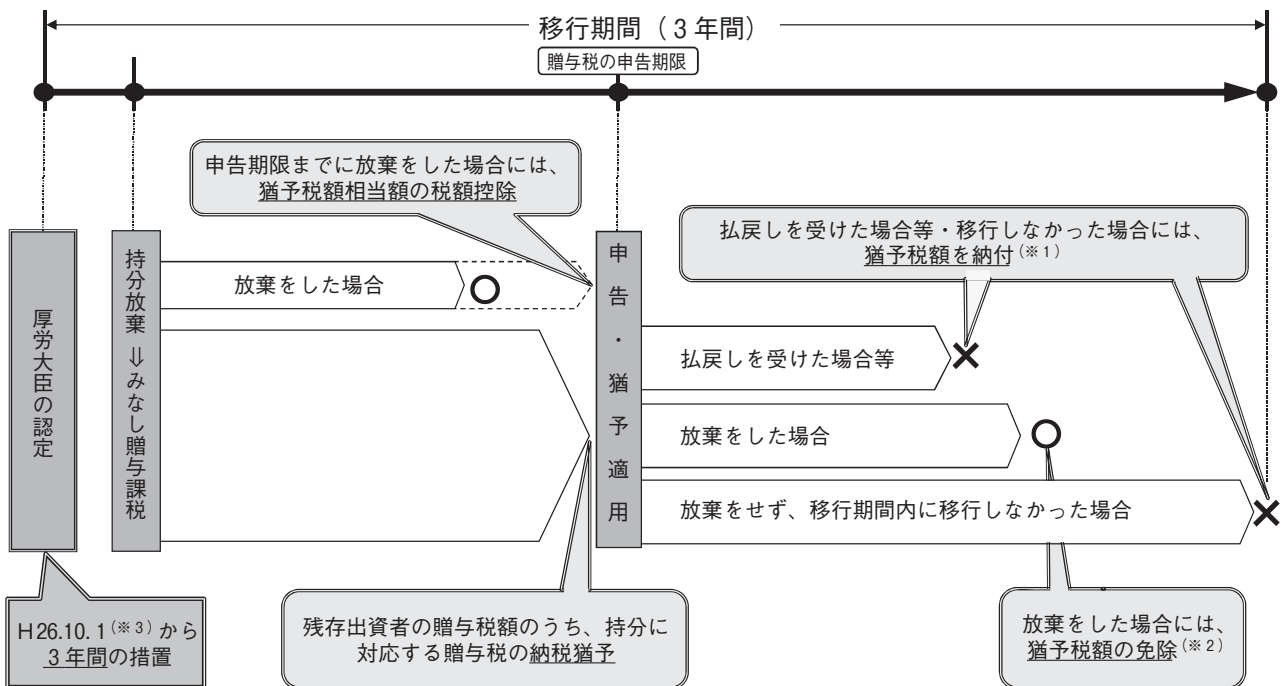 移行期間（3年間）
贈与税の申告期限
申告期限までに放棄をした場合には、
猶予税額相当額の税額控除
払戻しを受けた場合等・移行しなかった場合には、
猶予税額を納付(※1)
厚労大臣の認定
持分放棄⇒みなし贈与課税
放棄をした場合
申告・猶予適用
払戻しを受けた場合等
放棄をした場合
放棄をせず、移行期間内に移行しなかった場合
H26.10.1(※3)から
3年間の措置
残存出資者の贈与税額のうち、持分に
対応する贈与税の納税猶予
放棄をした場合には、
猶予税額の免除(※2)